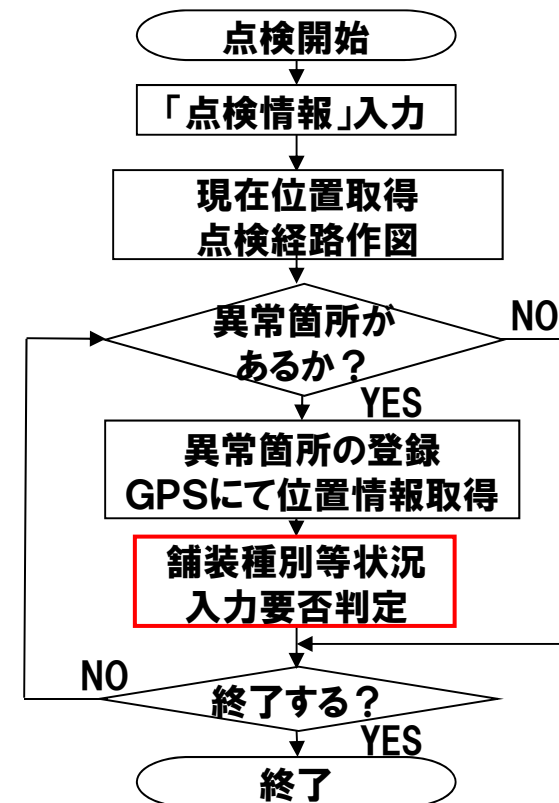 点検開始
「点検情報」入力
現在位置取得
点検経路作図
異常箇所が
あるか？
NO
YES
異常箇所の登録
GPSにて位置情報取得
舗装種別等状況
入力要否判定
NO
終了する？
YES
終了